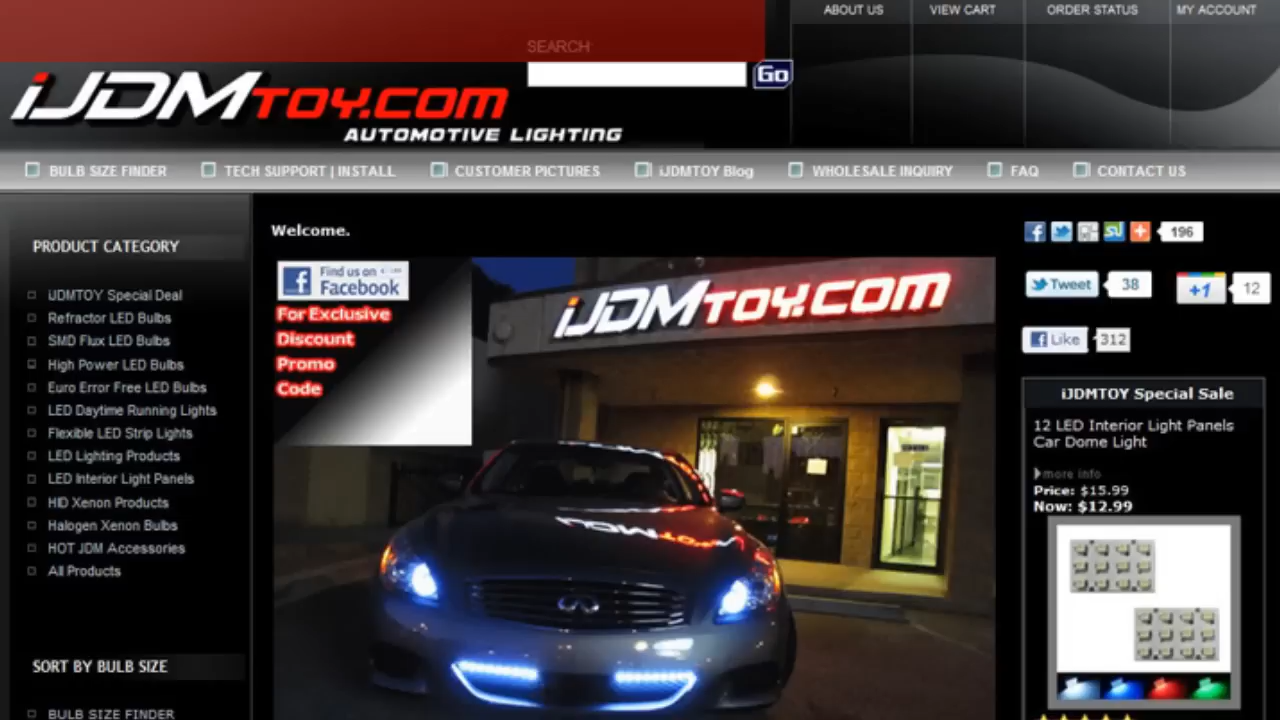 ABOUT US
VIEW CART
ORDER STATUS
MY ACCOUNT
SEARCH:
Go
iJDMTOY.COM
AUTOMOTIVE LIGHTING
BULB SIZE FINDER
TECH SUPPORT | INSTALL
CUSTOMER PICTURES
iJDMTOY Blog
WHOLESALE INQUIRY
FAQ
CONTACT US
PRODUCT CATEGORY
iJDMTOY Special Deal
Refractor LED Bulbs
SMD Flux LED Bulbs
High Power LED Bulbs
Euro Error Free LED Bulbs
LED Daytime Running Lights
Flexible LED Strip Lights
LED Lighting Products
LED Interior Light Panels
HID Xenon Products
Halogen Xenon Bulbs
HOT JDM Accessories
All Products
SORT BY BULB SIZE
BULB SIZE FINDER
Welcome.
Find us on
Facebook
For Exclusive
Discount
Promo
Code
iJDMTOY.COM
196
Tweet
38
+1
12
Like
312
iJDMTOY Special Sale
12 LED Interior Light Panels
Car Dome Light
more info
Price: $15.99
Now: $12.99